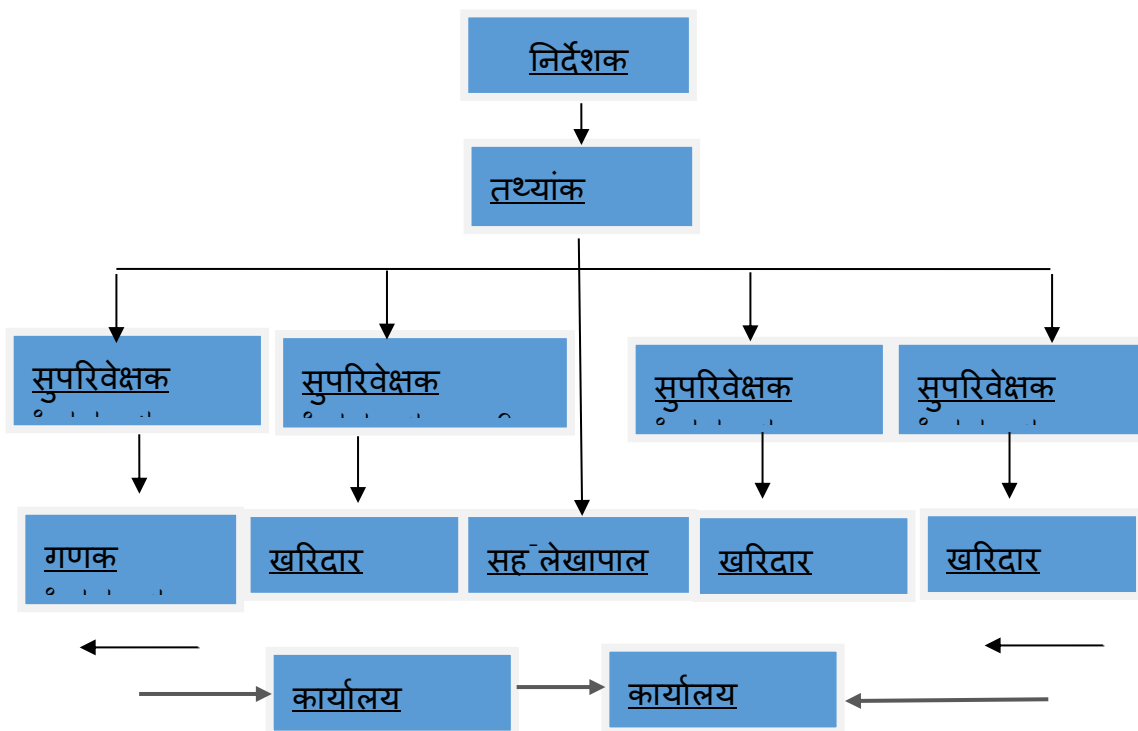 निर्देशक
तथ्यांक
सुपरिवेक्षक
सुपरिवेक्षक
सुपरिवेक्षक
सुपरिवेक्षक
गणक
खरिदार
सह-लेखापाल
खरिदार
खरिदार
कार्यालय
कार्यालय